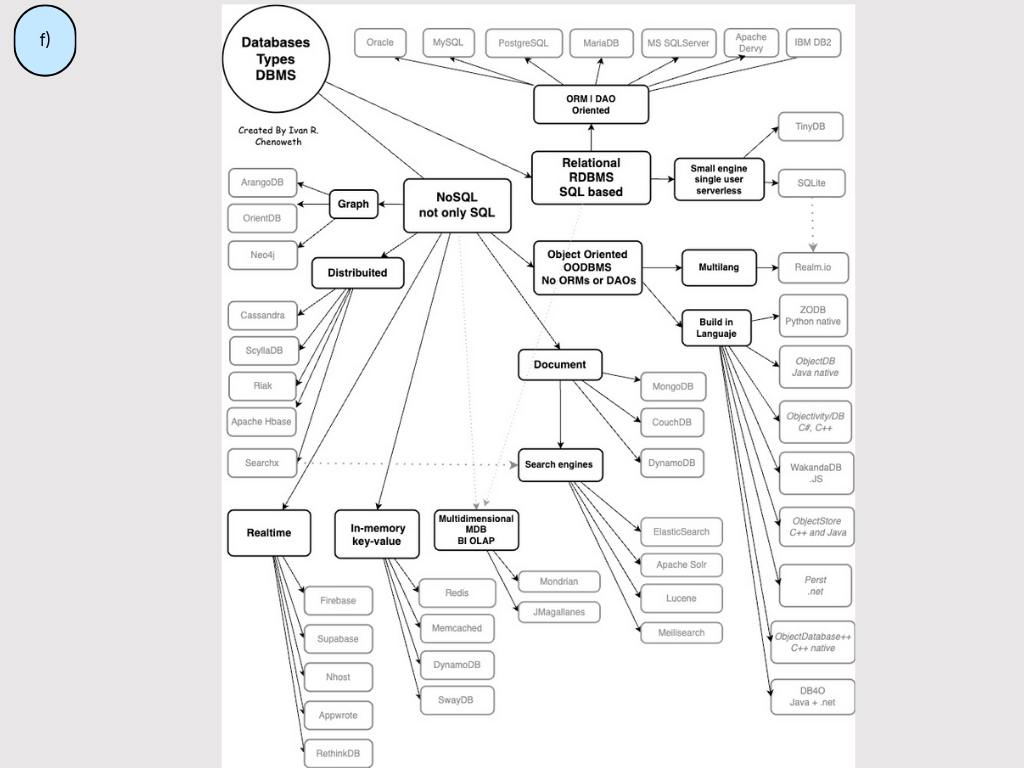 f)
Databases
Types
DBMS
Created By Ivan R.
Chenoweth
Oracle
MySQL
PostgreSQL
MariaDB
MS SQLServer
Apache
Dervy
IBM DB2
ORM | DAO
Oriented
TinyDB
Relational
RDBMS
SQL based
Small engine
single user
serverless
SQLite
ArangoDB
OrientDB
Neo4j
Graph
NoSQL
not only SQL
Distribuited
Object Oriented
OODBMS
No ORMs or DAOs
Multilang
Realm.io
Cassandra
ScyllaDB
Riak
Apache Hbase
Searchx
Build in
Languaje
ZODB
Python native
ObjectDB
Java native
Objectivity/DB
C#, C++
WakandaDB
.JS
ObjectStore
C++ and Java
Perst
.net
ObjectDatabase++
C++ native
DB4O
Java + .net
Document
MongoDB
CouchDB
DynamoDB
Search engines
ElasticSearch
Apache Solr
Lucene
Meilisearch
Realtime
In-memory
key-value
Multidimensional
MDB
BI OLAP
Mondrian
JMagallanes
Firebase
Supabase
Nhost
Appwrote
RethinkDB
Redis
Memcached
DynamoDB
SwayDB